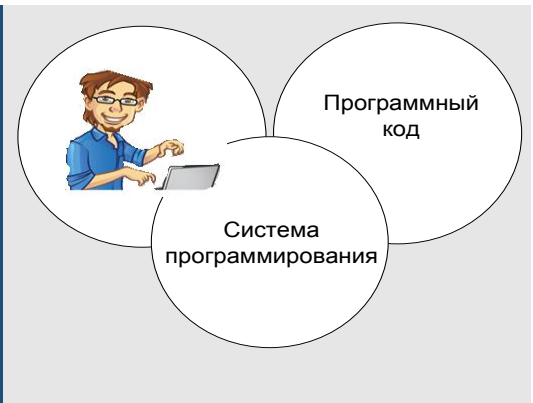 Программный
код
Система
программирования